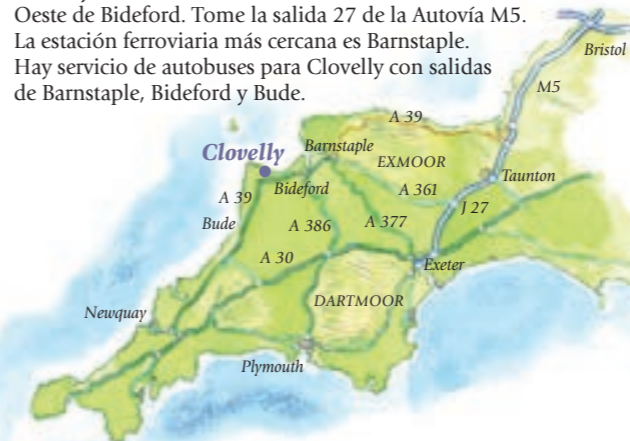 Oeste de Bideford. Tome la salida 27 de la Autovía M5.
La estación ferroviaria más cercana es Barnstaple.
Hay servicio de autobuses para Clovelly con salidas
de Barnstaple, Bideford y Bude.
Bristol
M5
A 39
Barnstaple
Clovelly
EXMOOR
Taunton
Bideford
A 361
A 39
J 27
Bude
A 386
A 377
A 30
Exeter
DARTMOOR
Newquay
Plymouth